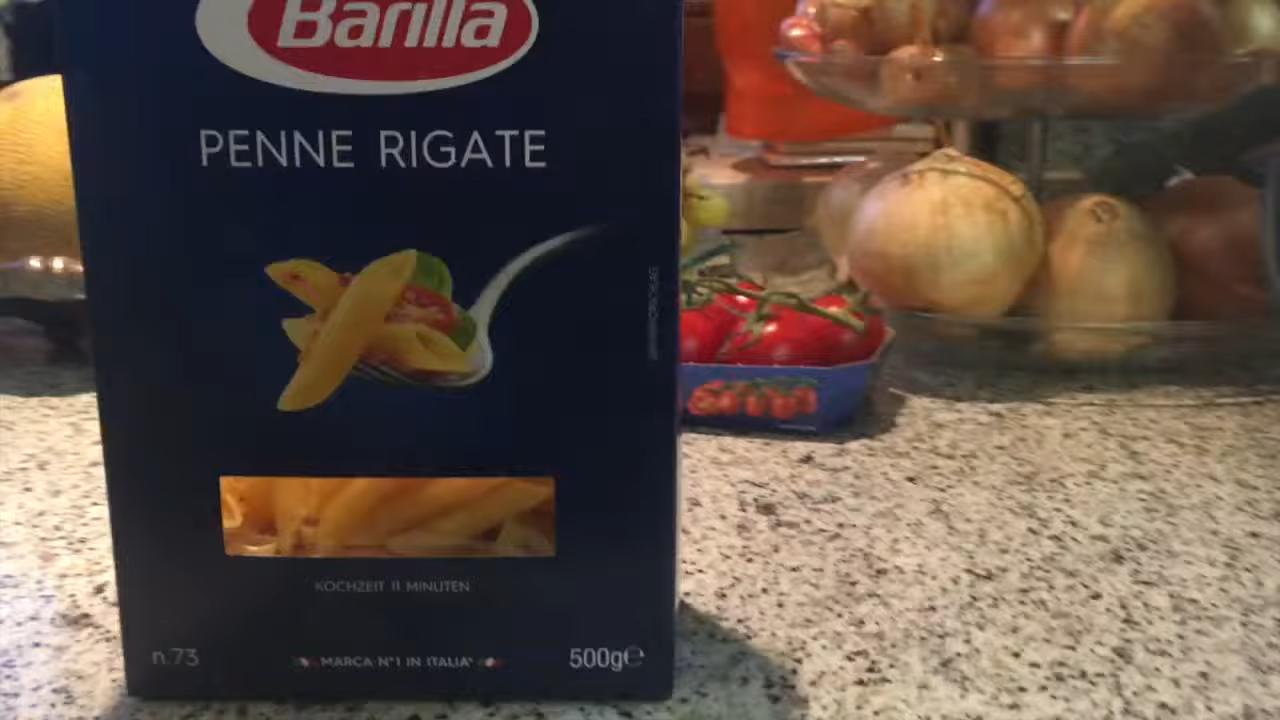 Barilla
PENNE RIGATE
KOCHZEIT 11 MINUTEN
n.73
MARCA N°1 IN ITALIA*
500g℮